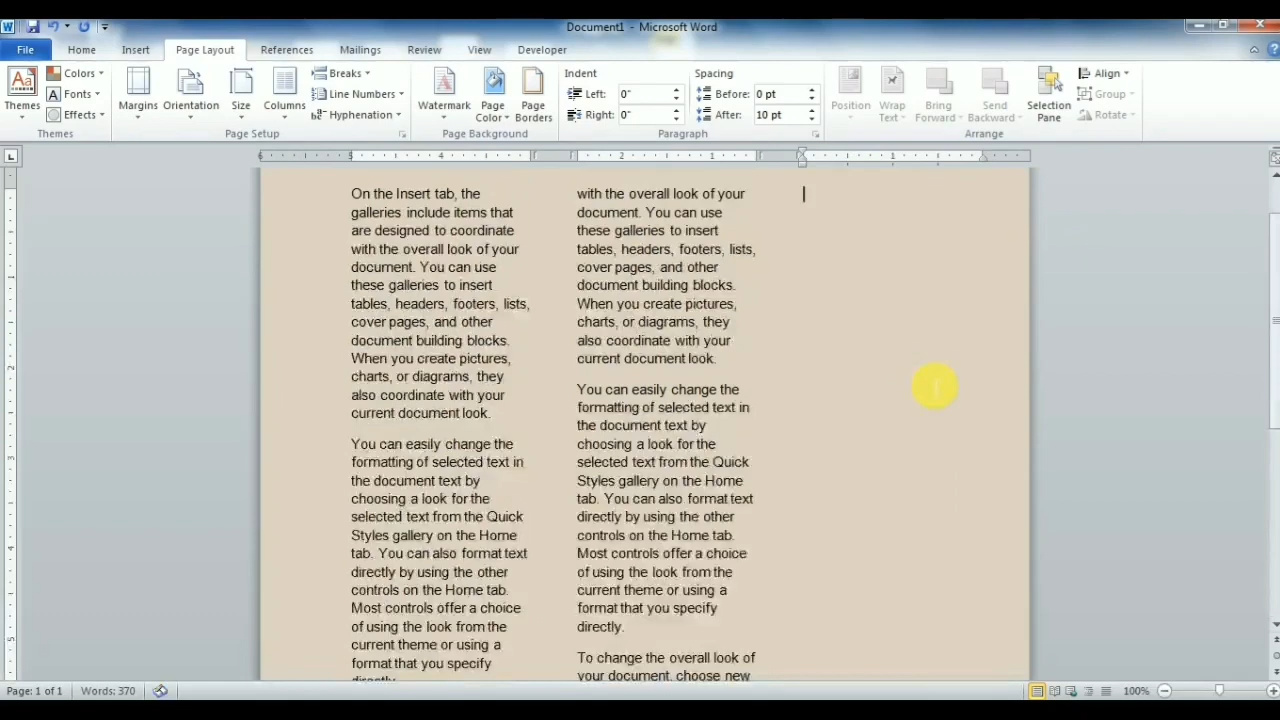 Document1 - Microsoft Word
File Home Insert Page Layout References Mailings Review View Developer
Themes
Colors
Fonts
Effects
Themes
Margins
Orientation
Size
Columns
Breaks
Line Numbers
Hyphenation
Page Setup
Watermark
Page Color
Page Borders
Page Background
Indent
Left: 0"
Right: 0"
Spacing
Before: 0 pt
After: 10 pt
Paragraph
Position
Wrap Text
Bring Forward
Send Backward
Selection Pane
Align
Group
Rotate
Arrange
On the Insert tab, the
galleries include items that
are designed to coordinate
with the overall look of your
document. You can use
these galleries to insert
tables, headers, footers, lists,
cover pages, and other
document building blocks.
When you create pictures,
charts, or diagrams, they
also coordinate with your
current document look.
You can easily change the
formatting of selected text in
the document text by
choosing a look for the
selected text from the Quick
Styles gallery on the Home
tab. You can also format text
directly by using the other
controls on the Home tab.
Most controls offer a choice
of using the look from the
current theme or using a
format that you specify
directly.
with the overall look of your
document. You can use
these galleries to insert
tables, headers, footers, lists,
cover pages, and other
document building blocks.
When you create pictures,
charts, or diagrams, they
also coordinate with your
current document look.
You can easily change the
formatting of selected text in
the document text by
choosing a look for the
selected text from the Quick
Styles gallery on the Home
tab. You can also format text
directly by using the other
controls on the Home tab.
Most controls offer a choice
of using the look from the
current theme or using a
format that you specify
directly.
To change the overall look of
your document, choose new
Page: 1 of 1 Words: 370 100%